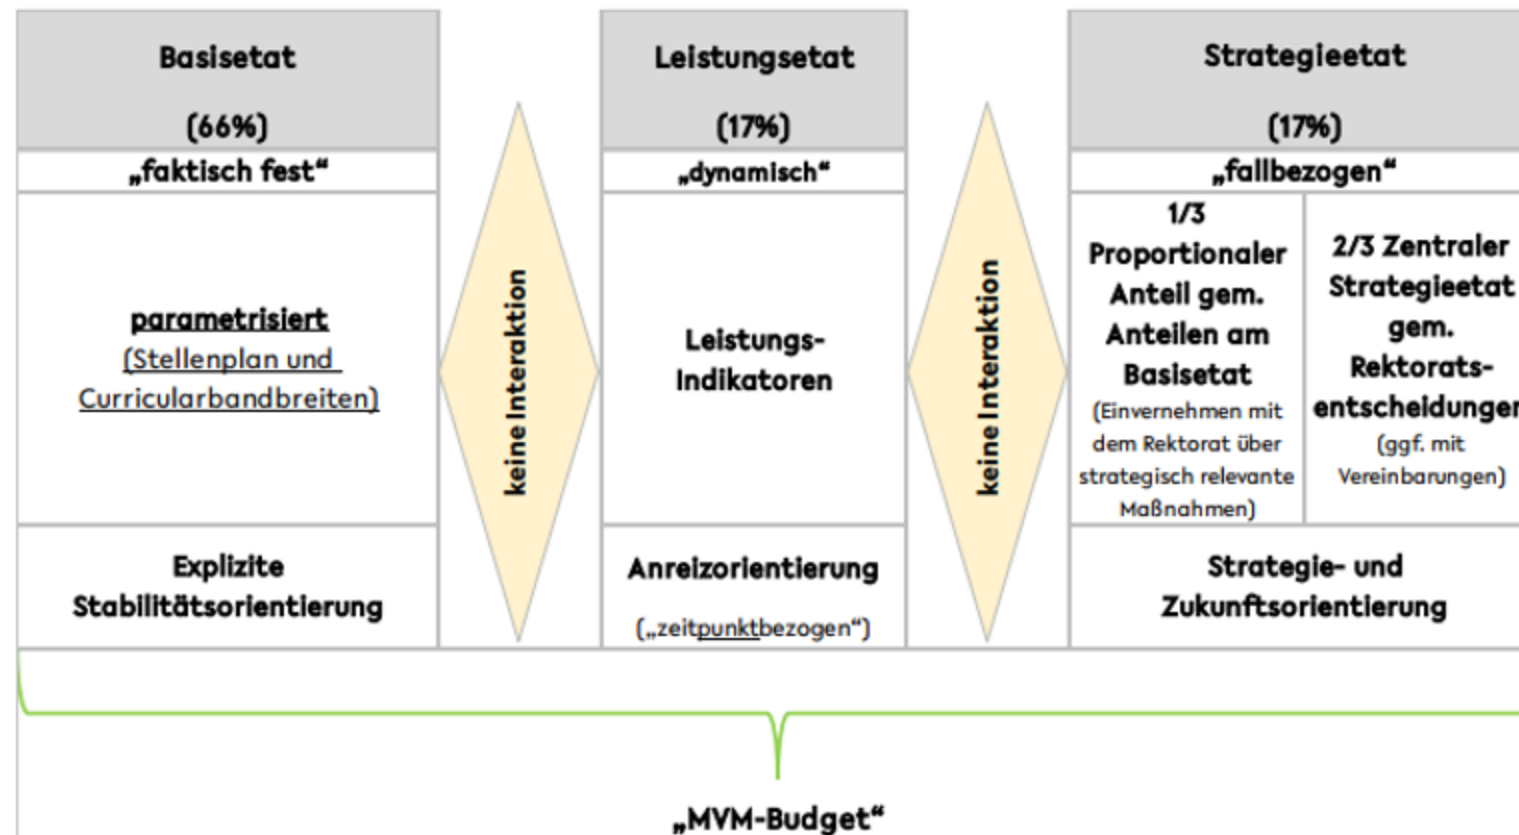 Basisetat
(66%)
„faktisch fest“
parametrisiert
(Stellenplan und
Curricularbandbreiten)
Explizite
Stabilitätsorientierung
keine Interaktion
Leistungsetat
(17%)
„dynamisch“
Leistungs-
Indikatoren
Anreizorientierung
(„zeitpunktbezogen“)
keine Interaktion
Strategieetat
(17%)
„fallbezogen“
1/3
Proportionaler
Anteil gem.
Anteilen am
Basisetat
(Einvernehmen mit
dem Rektorat über
strategisch relevante
Maßnahmen)
2/3 Zentraler
Strategieetat
gem.
Rektorats-
entscheidungen
(ggf. mit
Vereinbarungen)
Strategie- und
Zukunftsorientierung
„MVM-Budget“